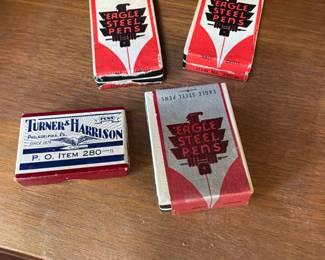 "EAGLE
STEEL
PENS"
"EAGLE
STEEL
PENS"
EAGLE STEEL PENS
TURNER & HARRISON
PHILADELPHIA, PA.
SINCE 1876
P. O. ITEM 280
"EAGLE
STEEL
PENS"